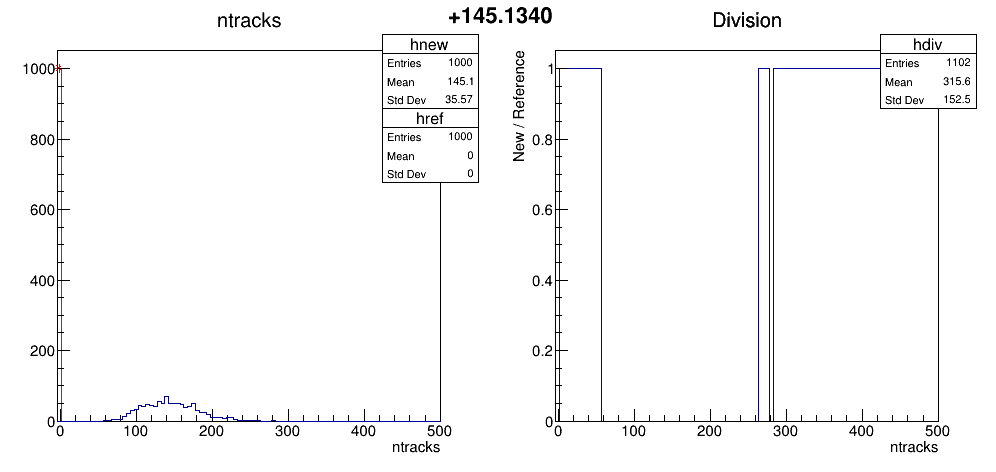 +145.1340
ntracks
hnew
Entries 1000
Mean 145.1
Std Dev 35.57
href
Entries 1000
Mean 0
Std Dev 0
1000
800
600
400
200
0
0 100 200 300 400 500
ntracks
Division
hdiv
Entries 1102
Mean 315.6
Std Dev 152.5
New / Reference
1
0.8
0.6
0.4
0.2
0
0 100 200 300 400 500
ntracks